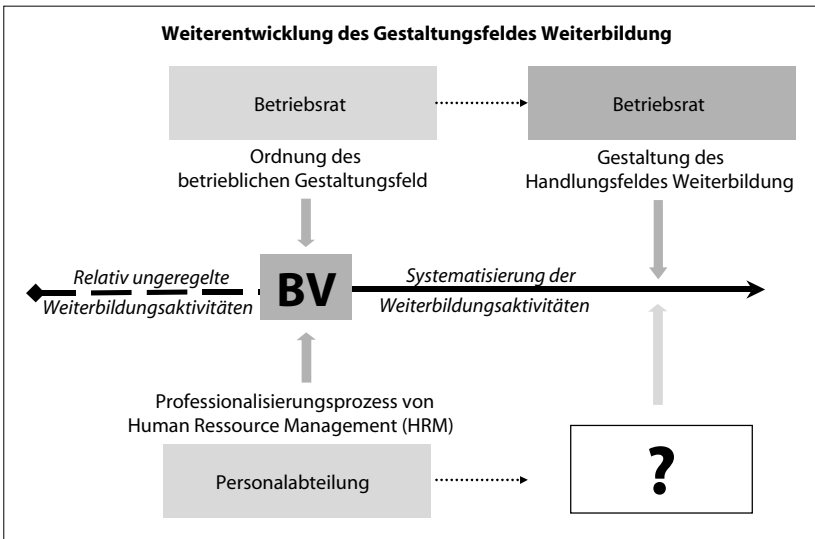 Weiterentwicklung des Gestaltungsfeldes Weiterbildung
Betriebsrat
Betriebsrat
Ordnung des
betrieblichen Gestaltungsfeld
Gestaltung des
Handlungsfeldes Weiterbildung
Relativ ungeregelte
Weiterbildungsaktivitäten
BV
Systematisierung der
Weiterbildungsaktivitäten
Professionalisierungsprozess von
Human Ressource Management (HRM)
Personalabteilung
?